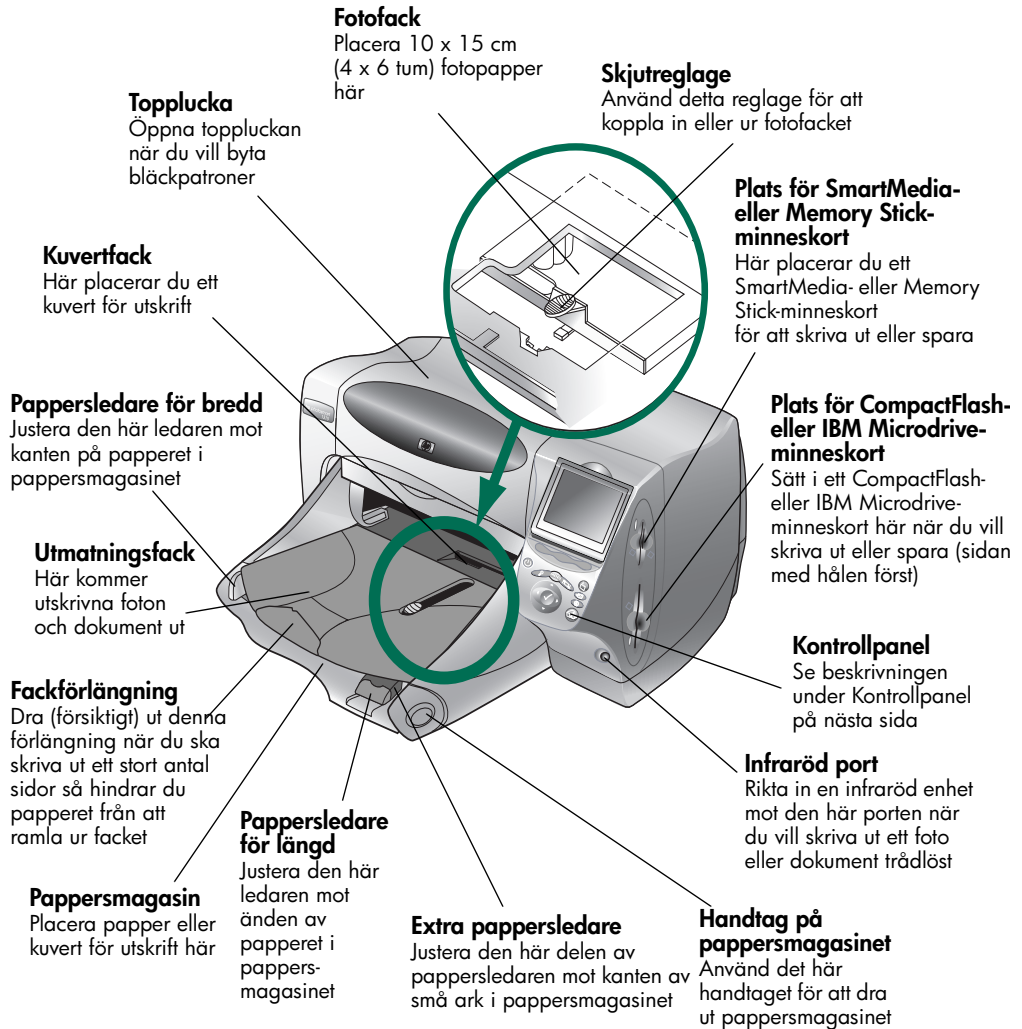 Fotofack
Placera 10 x 15 cm
(4 x 6 tum) fotopapper
här
Skjutreglage
Använd detta reglage för att
koppla in eller ur fotofacket
Topplucka
Öppna toppluckan
när du vill byta
bläckpatroner
Plats för SmartMedia-
eller Memory Stick-
minneskort
Här placerar du ett
SmartMedia- eller Memory
Stick-minneskort
för att skriva ut eller spara
Kuvertfack
Här placerar du ett
kuvert för utskrift
Pappersledare för bredd
Justera den här ledaren mot
kanten på papperet i
pappersmagasinet
Plats för CompactFlash-
eller IBM Microdrive-
minneskort
Sätt i ett CompactFlash-
eller IBM Microdrive-
minneskort här när du vill
skriva ut eller spara (sidan
med hålen först)
Utmatningsfack
Här kommer
utskrivna foton
och dokument ut
Kontrollpanel
Se beskrivningen
under Kontrollpanel
på nästa sida
Fackförlängning
Dra (försiktigt) ut denna
förlängning när du ska
skriva ut ett stort antal
sidor så hindrar du
papperet från att
ramla ur facket
Infraröd port
Rikta in en infraröd enhet
mot den här porten när
du vill skriva ut ett foto
eller dokument trådlöst
Pappersledare
för längd
Justera den här
ledaren mot
änden av
papperet i
pappers-
magasinet
Pappersmagasin
Placera papper eller
kuvert för utskrift här
Extra pappersledare
Justera den här delen av
pappersledaren mot kanten av
små ark i pappersmagasinet
Handtag på
pappersmagasinet
Använd det här
handtaget för att dra
ut pappersmagasinet